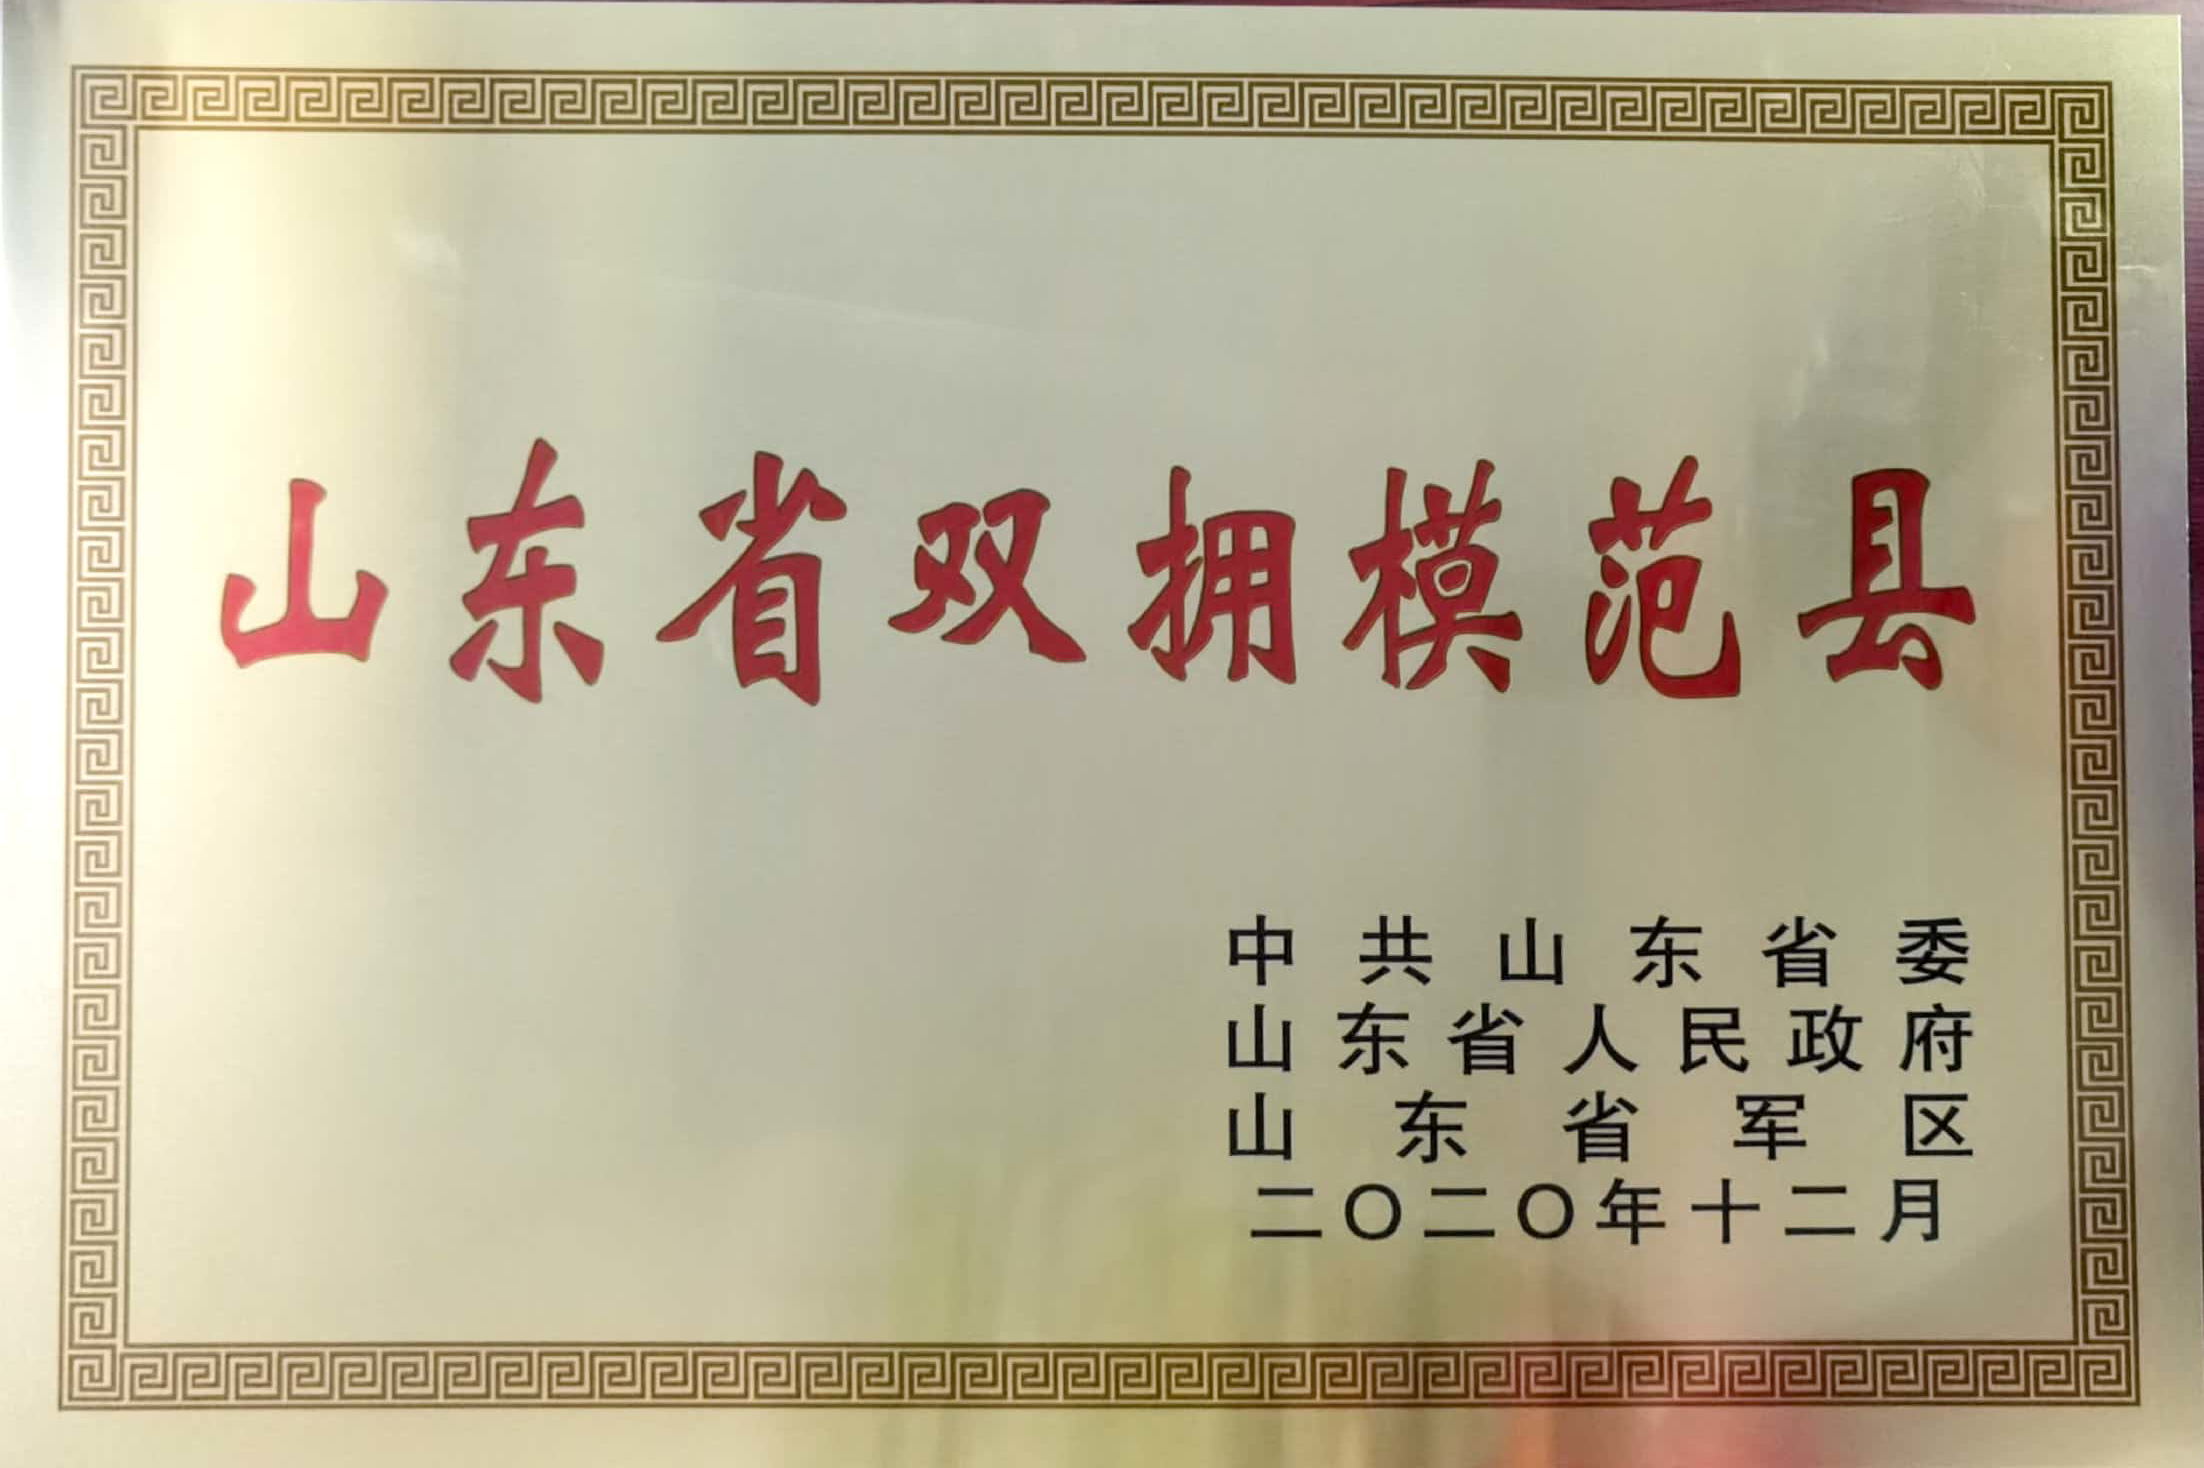 山东省双拥模范县
中共山东省委
山东省人民政府
山东省军区
二〇二〇年十二月